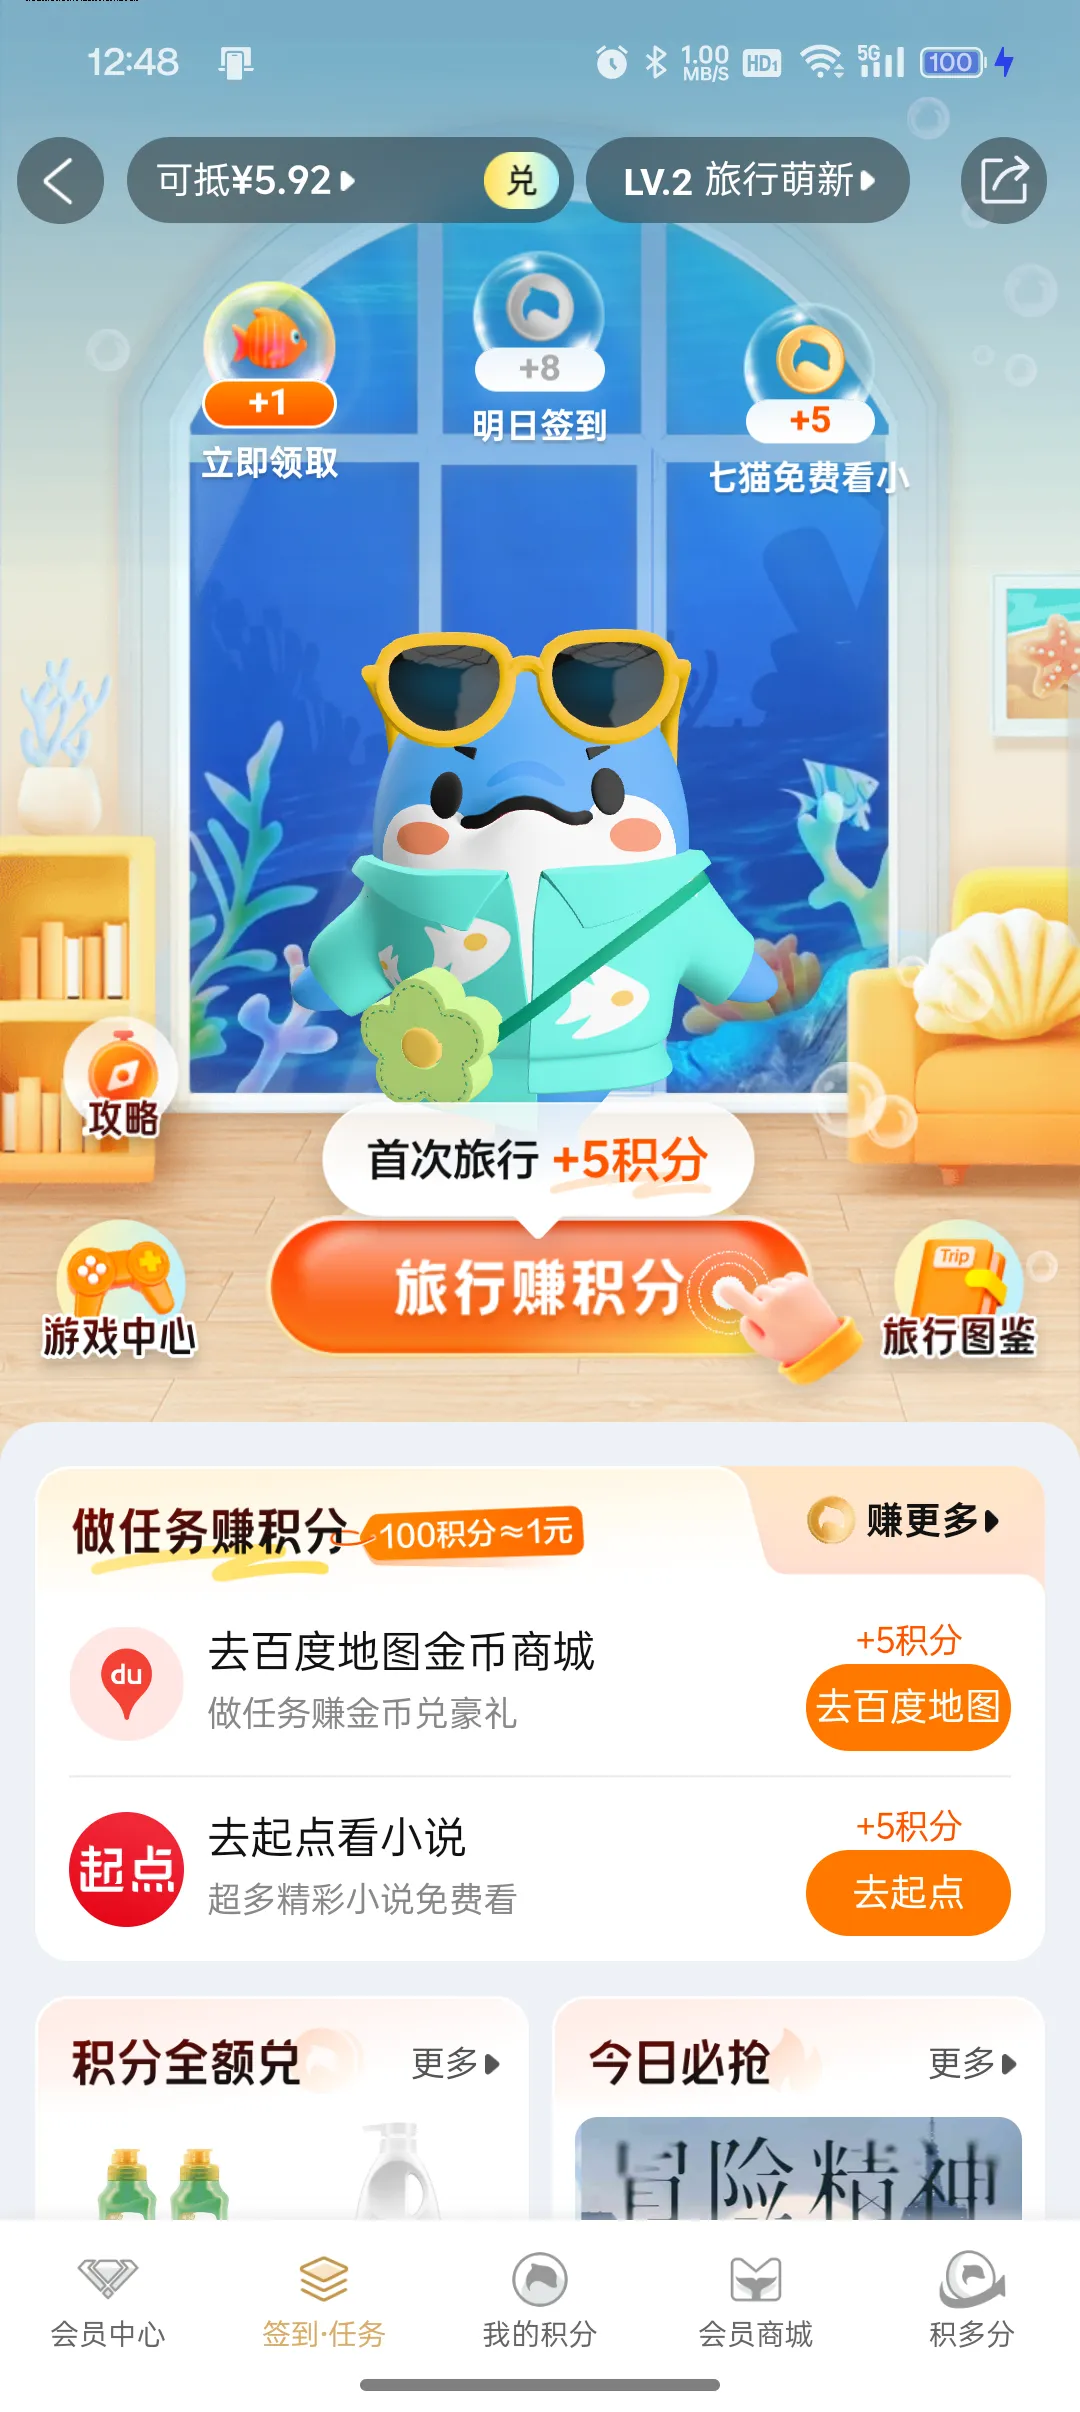 12:48
1.00
MB/S
HD1
5G
100
可抵¥5.92
兑
LV.2 旅行萌新
+1
立即领取
+8
明日签到
+5
七猫免费看小
攻略
首次旅行 +5积分
旅行赚积分
游戏中心
Trip
旅行图鉴
做任务赚积分
100积分≈1元
赚更多
du
去百度地图金币商城
做任务赚金币兑豪礼
+5积分
去百度地图
起点
去起点看小说
超多精彩小说免费看
+5积分
去起点
积分全额兑
更多
今日必抢
更多
冒险精神
会员中心
签到·任务
我的积分
会员商城
积多分